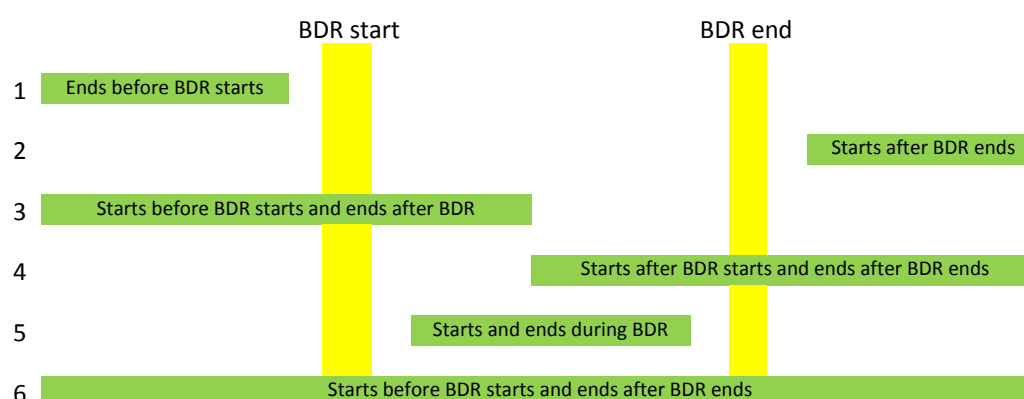 BDR start BDR end
1 Ends before BDR starts
2 Starts after BDR ends
3 Starts before BDR starts and ends after BDR
4 Starts after BDR starts and ends after BDR ends
5 Starts and ends during BDR
6 Starts before BDR starts and ends after BDR ends